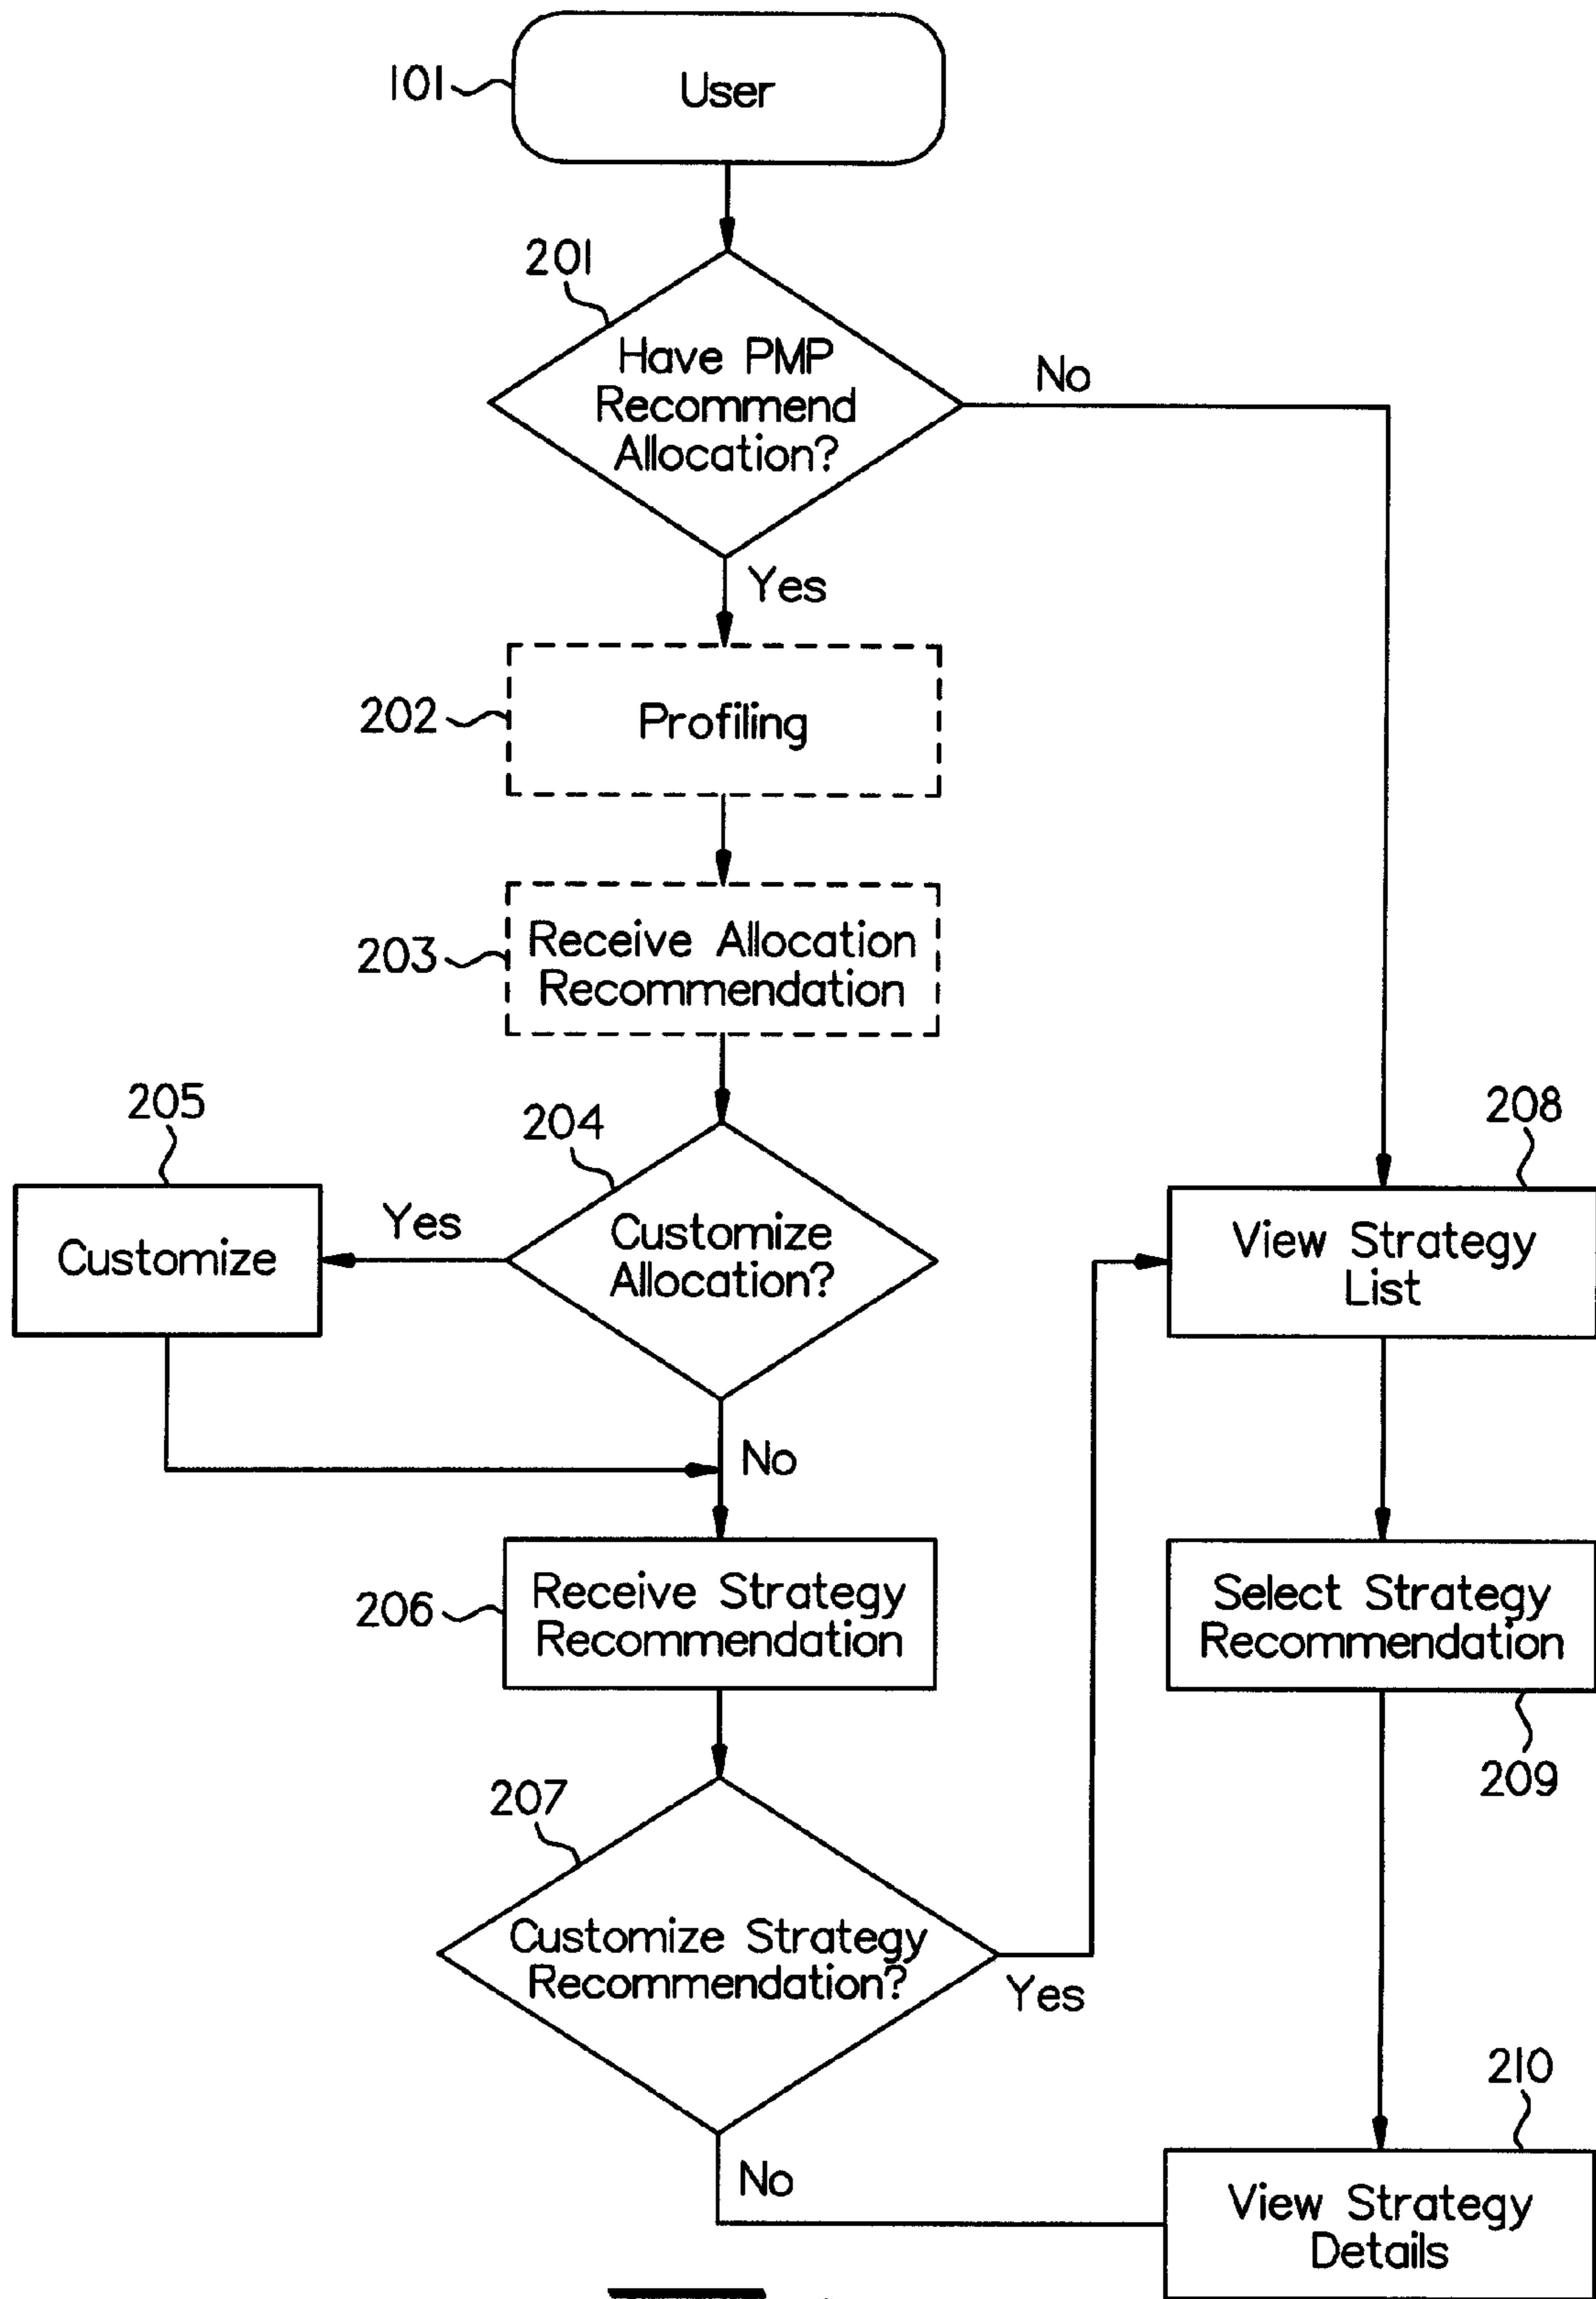 101
User
201
Have PMP
Recommend
Allocation?
No
Yes
202
Profiling
203
Receive Allocation
Recommendation
205
204
208
Customize
Yes
Customize
Allocation?
View Strategy
List
No
206
Receive Strategy
Recommendation
Select Strategy
Recommendation
209
207
Customize Strategy
Recommendation?
Yes
210
No
View Strategy
Details